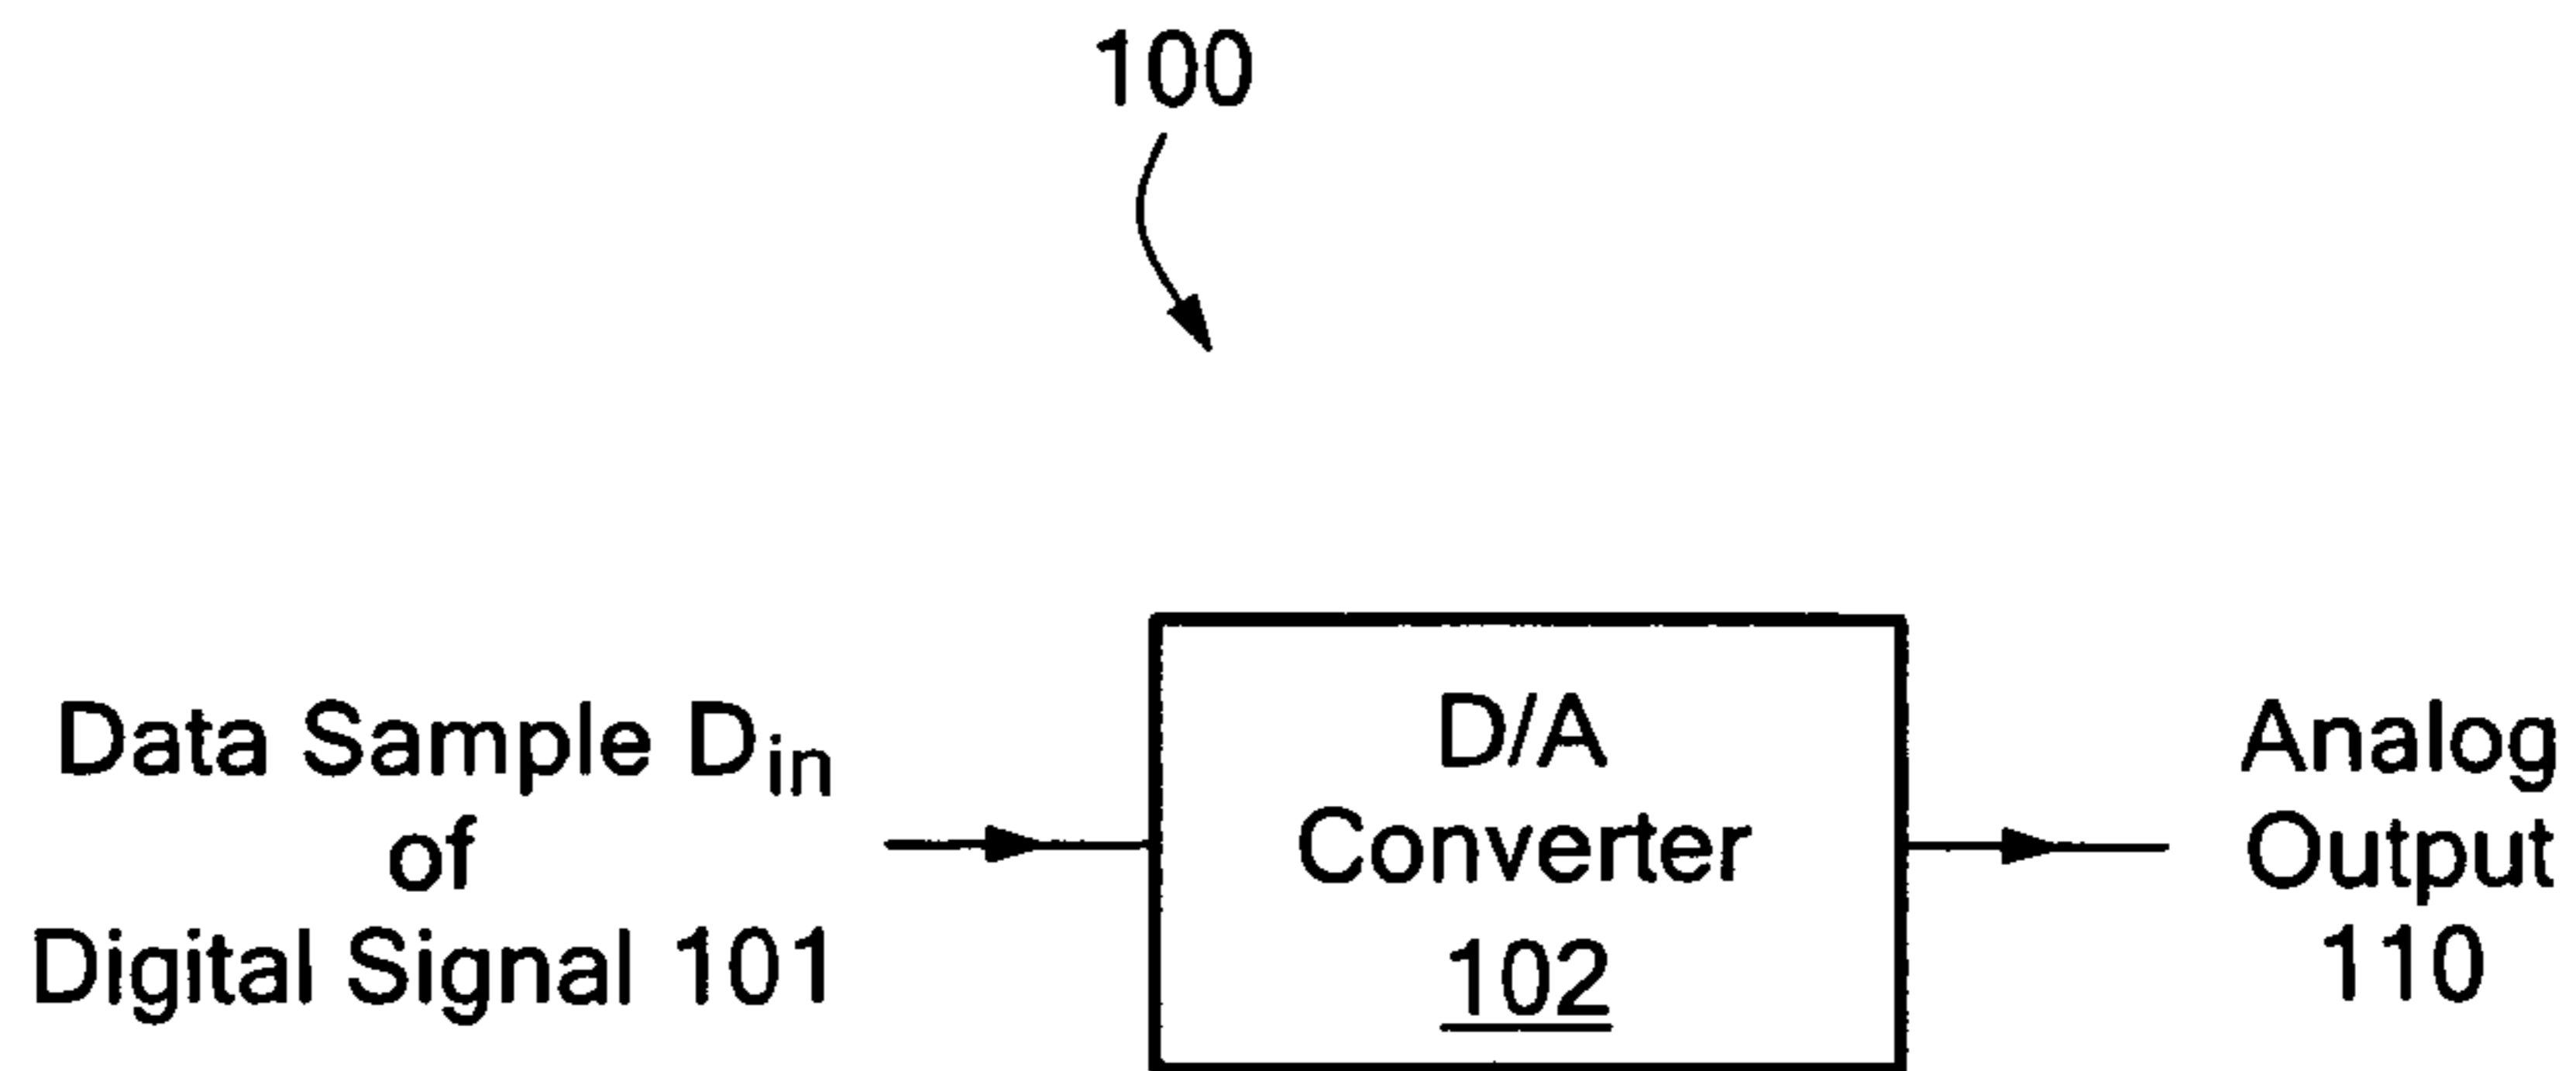 100
Data Sample Din
of
Digital Signal 101
D/A
Converter
102
Analog
Output
110